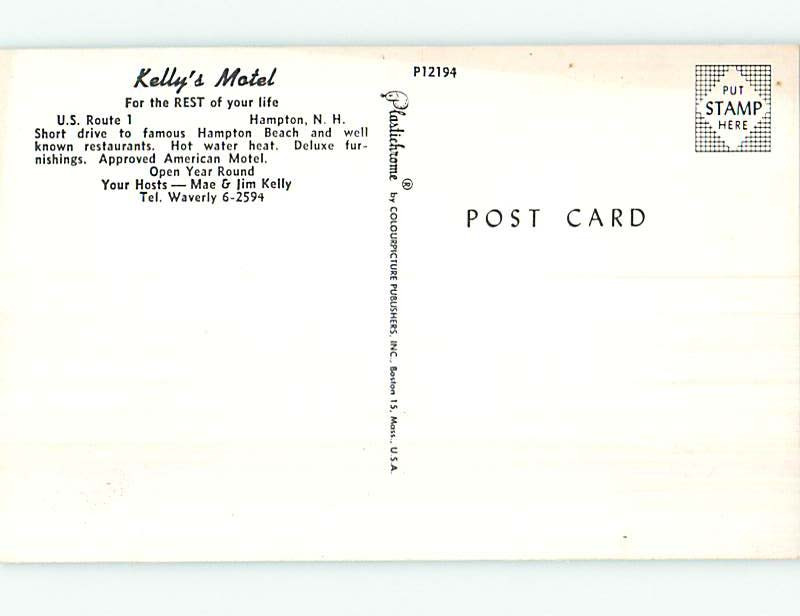 Kelly's Motel
For the REST of your life
U.S. Route 1 Hampton, N. H.
Short drive to famous Hampton Beach and well
known restaurants. Hot water heat. Deluxe fur-
nishings. Approved American Motel.
Open Year Round
Your Hosts — Mae & Jim Kelly
Tel. Waverly 6-2594
P12194
Plastichrome ® by COLOURPICTURE PUBLISHERS, INC., Boston 15, Mass., U.S.A.
PUT
STAMP
HERE
POST CARD